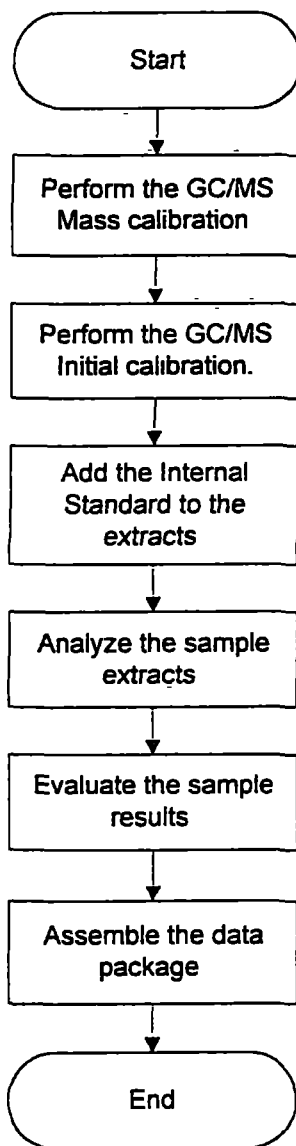 Start
Perform the GC/MS
Mass calibration
Perform the GC/MS
Initial calibration.
Add the Internal
Standard to the
extracts
Analyze the sample
extracts
Evaluate the sample
results
Assemble the data
package
End